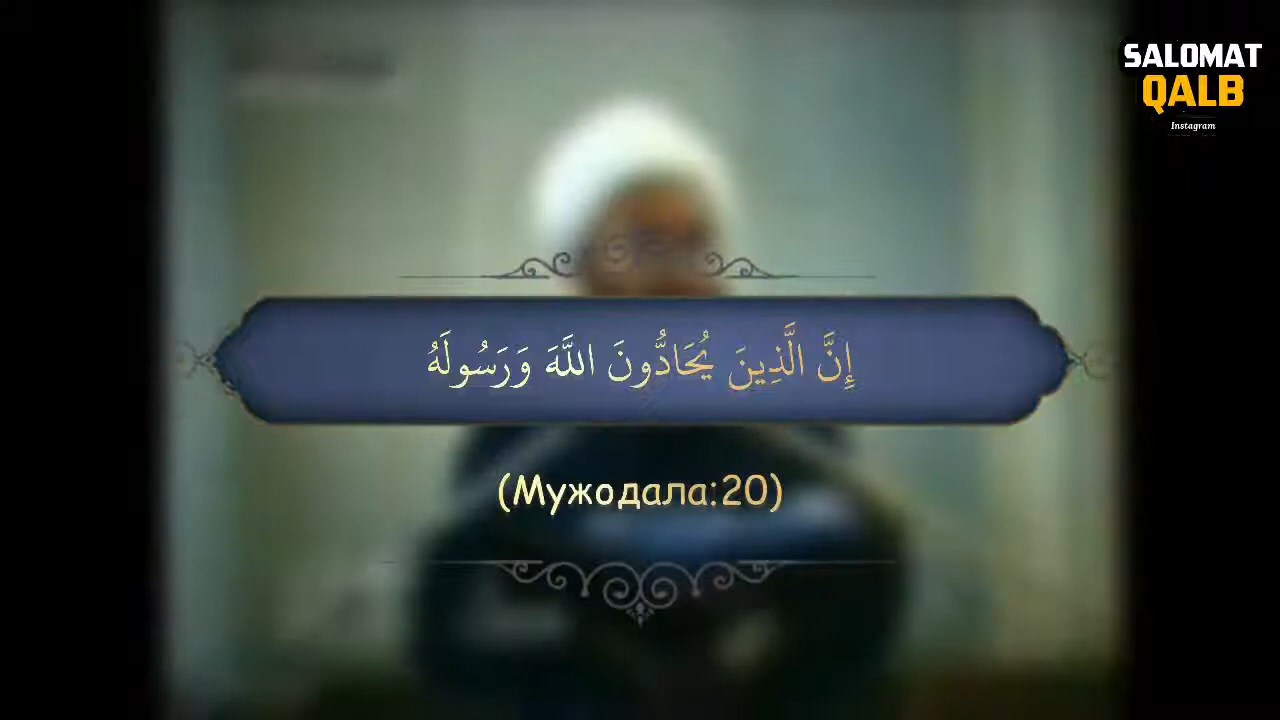 SALOMAT
QALB
Instagram
إِنَّ الَّذِينَ يُحَادُّونَ اللَّهَ وَرَسُولَهُ
(Мужодала:20)